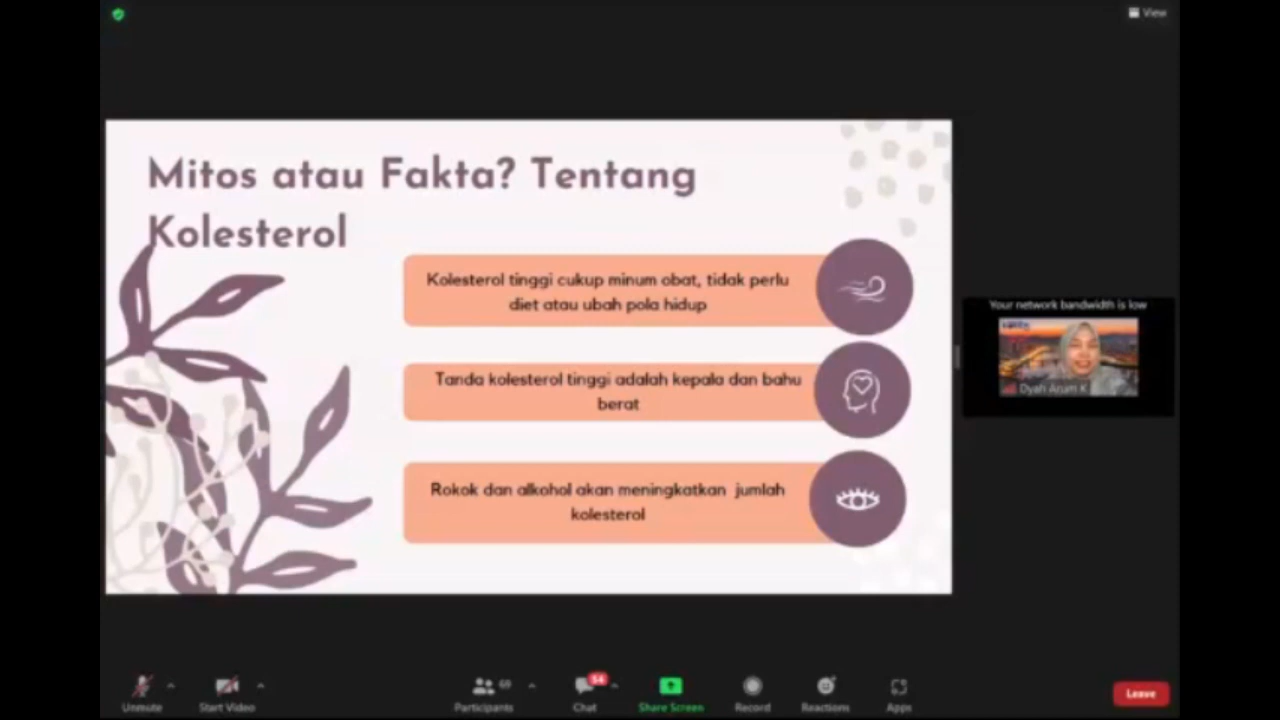 View
Mitos atau Fakta? Tentang
Kolesterol
Kolesterol tinggi cukup minum obat, tidak perlu
diet atau ubah pola hidup
Tanda kolesterol tinggi adalah kepala dan bahu
berat
Rokok dan alkohol akan meningkatkan jumlah
kolesterol
Your network bandwidth is low
Dyah Arum K
Unmute
Start Video
Participants
69
Chat
54
Share Screen
Record
Reactions
Apps
Leave